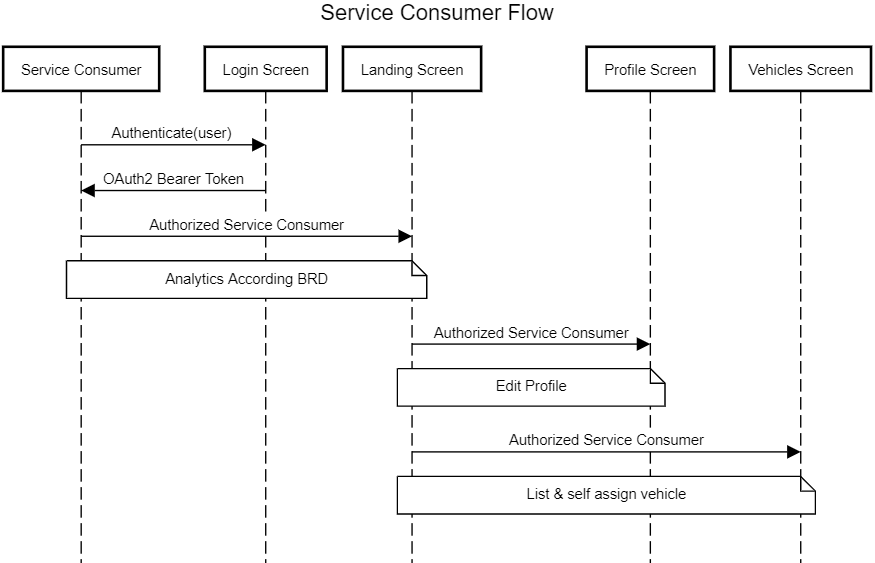 Service Consumer Flow
Service Consumer
Login Screen
Landing Screen
Profile Screen
Vehicles Screen
Authenticate(user)
OAuth2 Bearer Token
Authorized Service Consumer
Analytics According BRD
Authorized Service Consumer
Edit Profile
Authorized Service Consumer
List & self assign vehicle